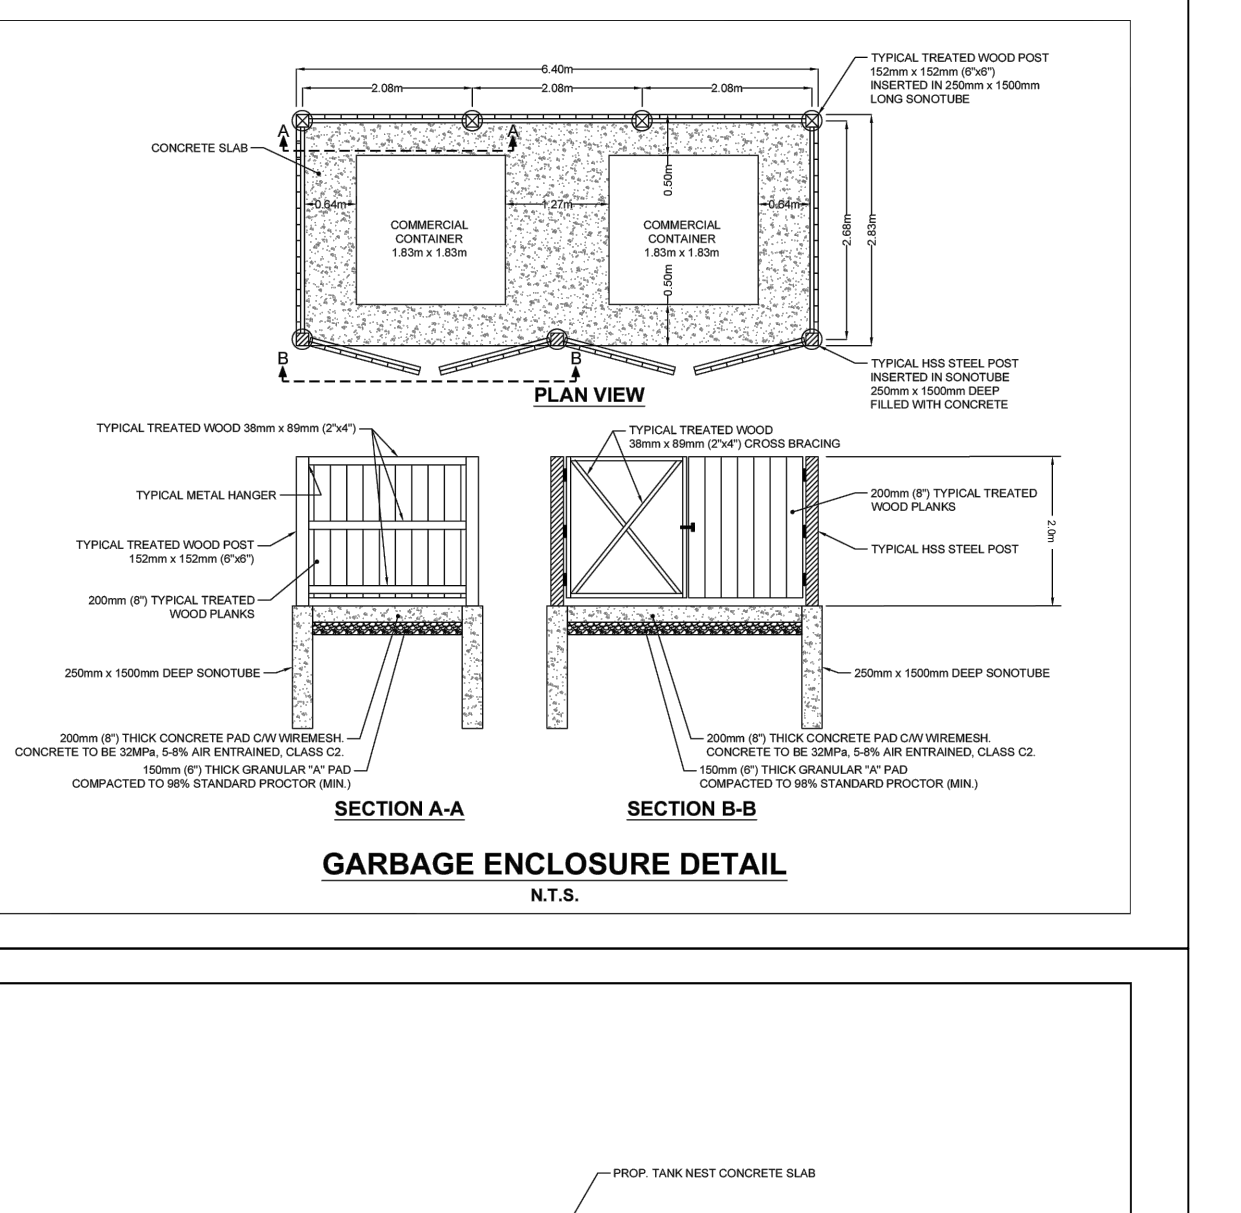 6.40m
2.08m
2.08m
2.08m
TYPICAL TREATED WOOD POST
152mm x 152mm (6"x6")
INSERTED IN 250mm x 1500mm
LONG SONOTUBE
A
A
CONCRETE SLAB
0.50m
0.64m
1.27m
0.64m
COMMERCIAL
CONTAINER
1.83m x 1.83m
COMMERCIAL
CONTAINER
1.83m x 1.83m
2.68m
2.83m
0.50m
B
B
PLAN VIEW
TYPICAL HSS STEEL POST
INSERTED IN SONOTUBE
250mm x 1500mm DEEP
FILLED WITH CONCRETE
TYPICAL TREATED WOOD 38mm x 89mm (2"x4")
TYPICAL METAL HANGER
TYPICAL TREATED WOOD POST
152mm x 152mm (6"x6")
200mm (8") TYPICAL TREATED
WOOD PLANKS
250mm x 1500mm DEEP SONOTUBE
200mm (8") THICK CONCRETE PAD C/W WIREMESH.
CONCRETE TO BE 32MPa, 5-8% AIR ENTRAINED, CLASS C2.
150mm (6") THICK GRANULAR "A" PAD
COMPACTED TO 98% STANDARD PROCTOR (MIN.)
SECTION A-A
TYPICAL TREATED WOOD
38mm x 89mm (2"x4") CROSS BRACING
200mm (8") TYPICAL TREATED
WOOD PLANKS
2.0m
TYPICAL HSS STEEL POST
250mm x 1500mm DEEP SONOTUBE
200mm (8") THICK CONCRETE PAD C/W WIREMESH.
CONCRETE TO BE 32MPa, 5-8% AIR ENTRAINED, CLASS C2.
150mm (6") THICK GRANULAR "A" PAD
COMPACTED TO 98% STANDARD PROCTOR (MIN.)
SECTION B-B
GARBAGE ENCLOSURE DETAIL
N.T.S.
PROP. TANK NEST CONCRETE SLAB